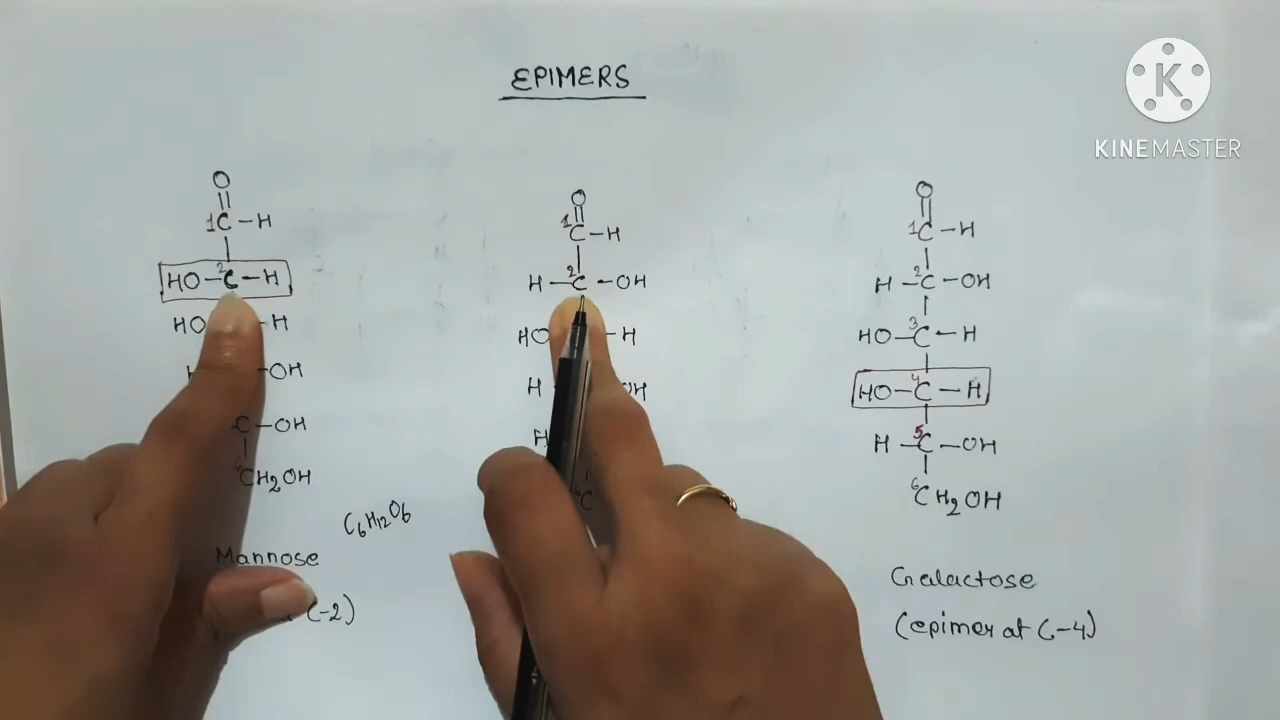 EPIMERS
KINEMASTER
O
1C-H
HO-2C-H
HO -H
-OH
C-OH
6CH2OH
C6H12O6
Mannose
C-2)
O
1C-H
H-2C-OH
HO -H
H OH
H
6C
O
1C-H
H-2C-OH
HO-3C-H
HO-4C-H
H-5C-OH
6CH2OH
Galactose
(epimer at C-4)